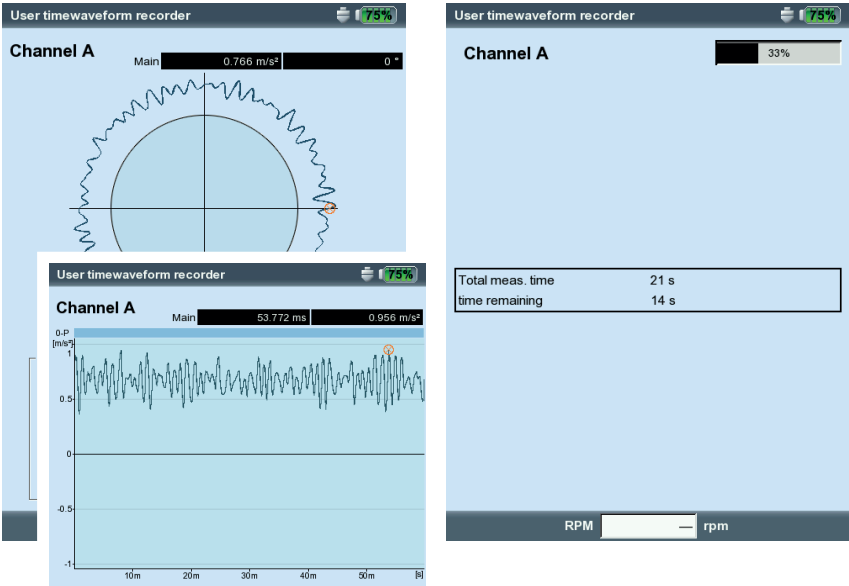 User timewaveform recorder 75%
Channel A
Main 0.766 m/s² 0 °
User timewaveform recorder 75%
Channel A
Main 53.772 ms 0.956 m/s²
0-P
[m/s²]
1
0.5
0
-0.5
-1
10m 20m 30m 40m 50m [s]
User timewaveform recorder 75%
Channel A 33%
Total meas. time 21 s
time remaining 14 s
RPM — rpm